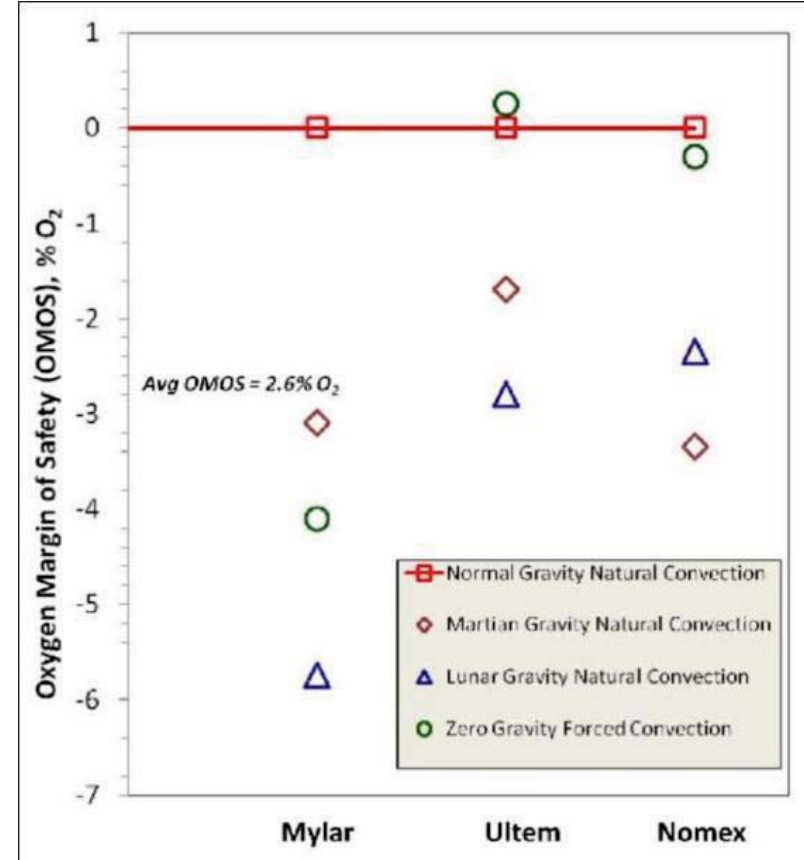 Oxygen Margin of Safety (OMOS), % O₂
1
0
-1
-2
-3
-4
-5
-6
-7
Avg OMOS = 2.6% O₂
Normal Gravity Natural Convection
Martian Gravity Natural Convection
Lunar Gravity Natural Convection
Zero Gravity Forced Convection
Mylar Ultem Nomex